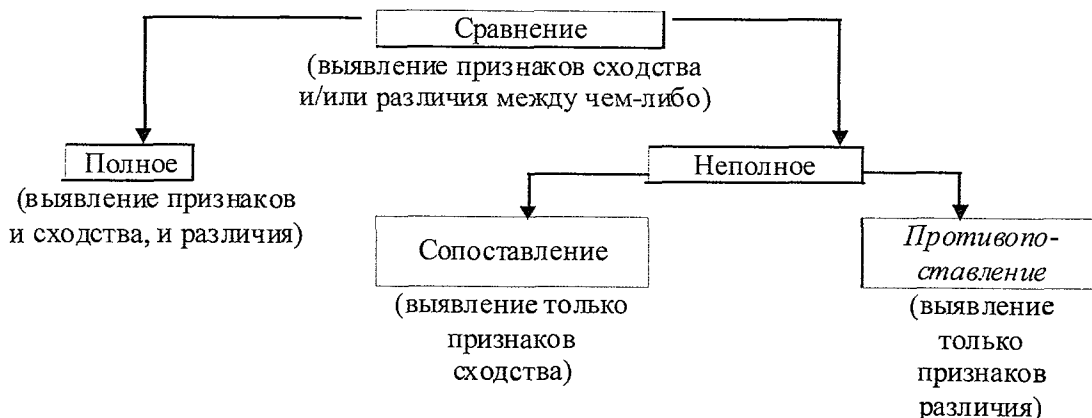 Сравнение
(выявление признаков сходства
и/или различия между чем-либо)
Полное
(выявление признаков
и сходства, и различия)
Неполное
Сопоставление
(выявление только
признаков
сходства)
Противопо-
ставление
(выявление
только
признаков
различия)